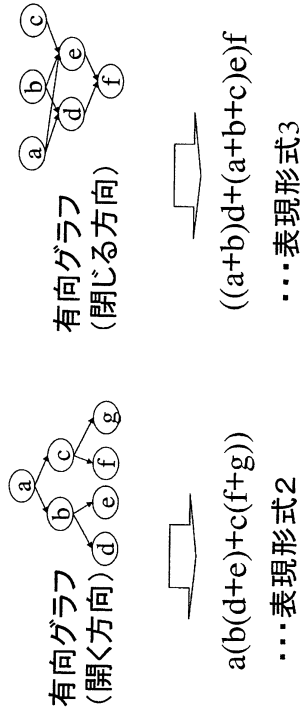 有向グラフ
(開く方向)
a
b
c
d
e
f
g
a(b(d+e)+c(f+g))
・・・・表現形式2
有向グラフ
(閉じる方向)
a
b
c
d
e
f
((a+b)d+(a+b+c)e)f
・・・表現形式3